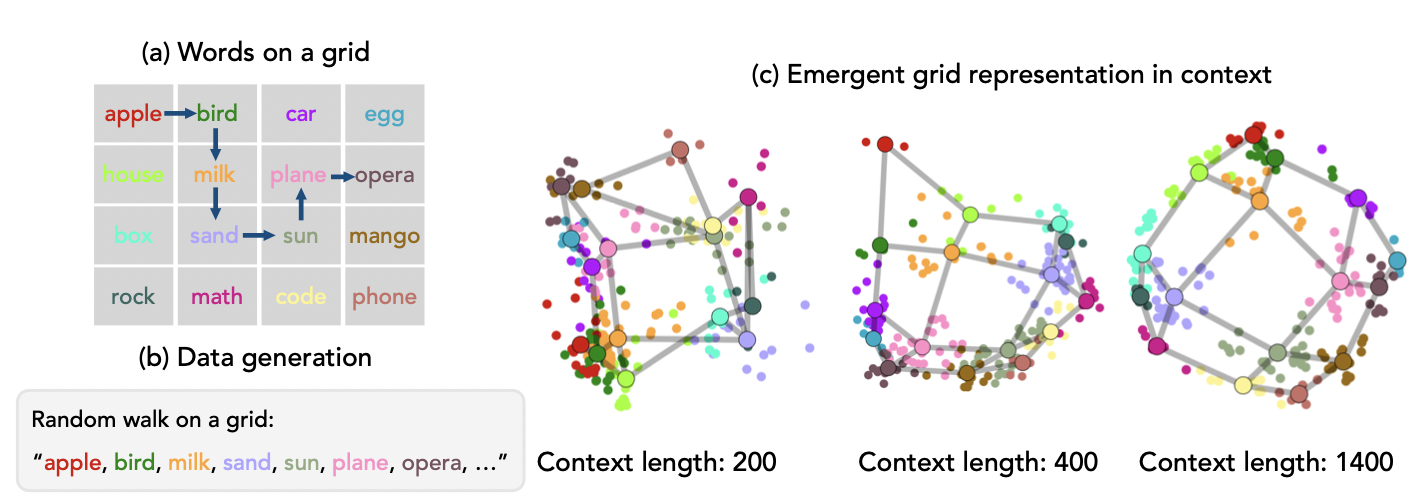 (a) Words on a grid
apple bird car egg
house milk plane opera
box sand sun mango
rock math code phone
(b) Data generation
Random walk on a grid:
“apple, bird, milk, sand, sun, plane, opera, ...”
(c) Emergent grid representation in context
Context length: 200
Context length: 400
Context length: 1400